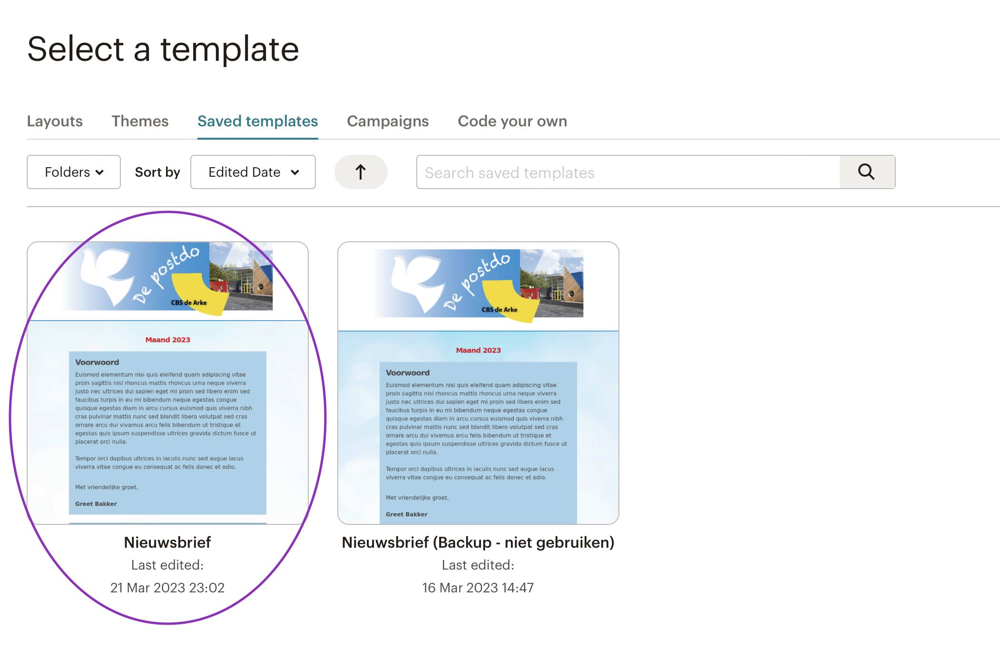 Select a template
Layouts Themes Saved templates Campaigns Code your own
Folders Sort by Edited Date Search saved templates
De postdo
CBS de Arke
Maand 2023
Voorwoord
Euismod elementum nisi quis eleifend quam adipiscing vitae
proin sagittis nisl rhoncus mattis rhoncus urna neque viverra
justo nec ultrices dui sapien eget mi proin sed libero enim sed
faucibus turpis in eu mi bibendum neque egestas congue
quisque egestas diam in arcu cursus euismod quis viverra nibh
cras pulvinar mattis nunc sed blandit libero volutpat sed cras
ornare arcu dui vivamus arcu felis bibendum ut tristique et
egestas quis ipsum suspendisse ultrices gravida dictum fusce ut
placerat orci nulla.
Tempor orci dapibus ultrices in iaculis nunc sed augue lacus
viverra vitae congue eu consequat ac felis donec et odio.
Met vriendelijke groet,
Greet Bakker
Nieuwsbrief
Last edited:
21 Mar 2023 23:02
De postdo
CBS de Arke
Maand 2023
Voorwoord
Euismod elementum nisi quis eleifend quam adipiscing vitae
proin sagittis nisl rhoncus mattis rhoncus urna neque viverra
justo nec ultrices dui sapien eget mi proin sed libero enim sed
faucibus turpis in eu mi bibendum neque egestas congue
quisque egestas diam in arcu cursus euismod quis viverra nibh
cras pulvinar mattis nunc sed blandit libero volutpat sed cras
ornare arcu dui vivamus arcu felis bibendum ut tristique et
egestas quis ipsum suspendisse ultrices gravida dictum fusce ut
placerat orci nulla.
Tempor orci dapibus ultrices in iaculis nunc sed augue lacus
viverra vitae congue eu consequat ac felis donec et odio.
Met vriendelijke groet,
Greet Bakker
Nieuwsbrief (Backup - niet gebruiken)
Last edited:
16 Mar 2023 14:47